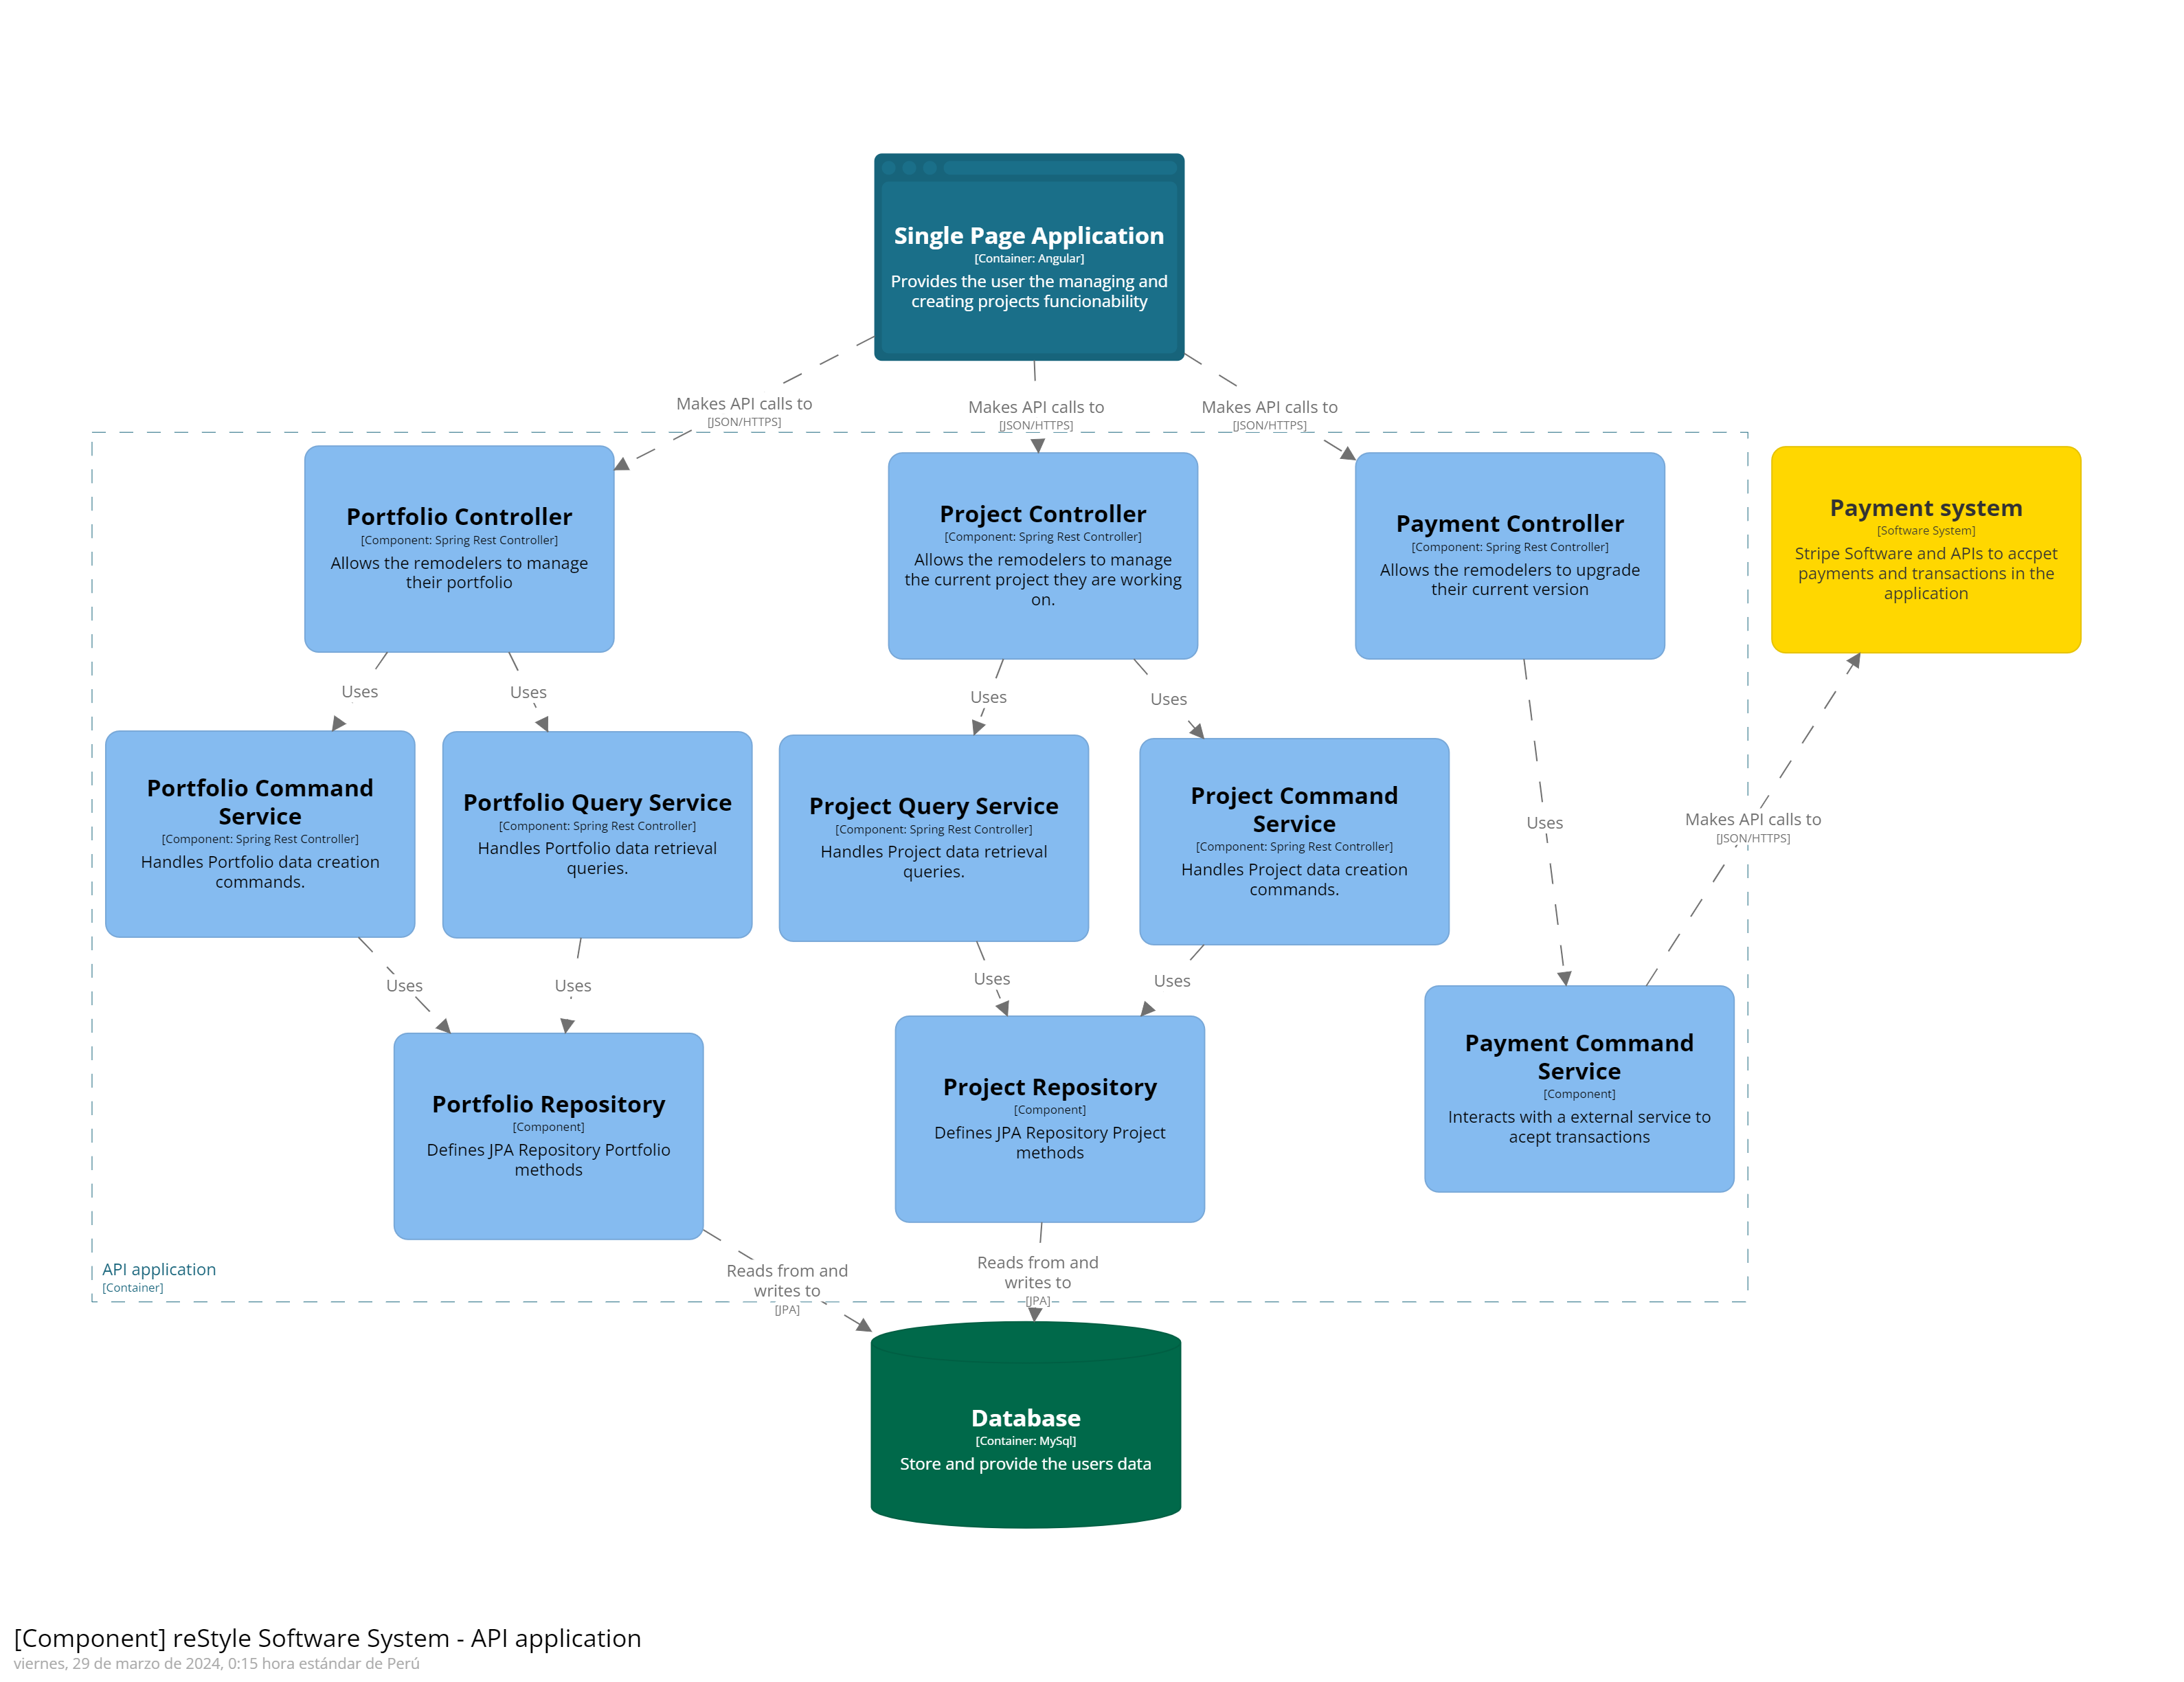 Single Page Application
[Container: Angular]
Provides the user the managing and
creating projects funcionability
Makes API calls to
[JSON/HTTPS]
Makes API calls to
[JSON/HTTPS]
Makes API calls to
[JSON/HTTPS]
Portfolio Controller
[Component: Spring Rest Controller]
Allows the remodelers to manage
their portfolio
Project Controller
[Component: Spring Rest Controller]
Allows the remodelers to manage
the current project they are working
on.
Payment Controller
[Component: Spring Rest Controller]
Allows the remodelers to upgrade
their current version
Payment system
[Software System]
Stripe Software and APIs to accpet
payments and transactions in the
application
Uses
Uses
Uses
Uses
Portfolio Command
Service
[Component: Spring Rest Controller]
Handles Portfolio data creation
commands.
Portfolio Query Service
[Component: Spring Rest Controller]
Handles Portfolio data retrieval
queries.
Project Query Service
[Component: Spring Rest Controller]
Handles Project data retrieval
queries.
Project Command
Service
[Component: Spring Rest Controller]
Handles Project data creation
commands.
Uses
Makes API calls to
[JSON/HTTPS]
Uses
Uses
Uses
Uses
Portfolio Repository
[Component]
Defines JPA Repository Portfolio
methods
Project Repository
[Component]
Defines JPA Repository Project
methods
Payment Command
Service
[Component]
Interacts with a external service to
acept transactions
API application
[Container]
Reads from and
writes to
[JPA]
Reads from and
writes to
[JPA]
Database
[Container: MySql]
Store and provide the users data
[Component] reStyle Software System - API application
viernes, 29 de marzo de 2024, 0:15 hora estándar de Perú